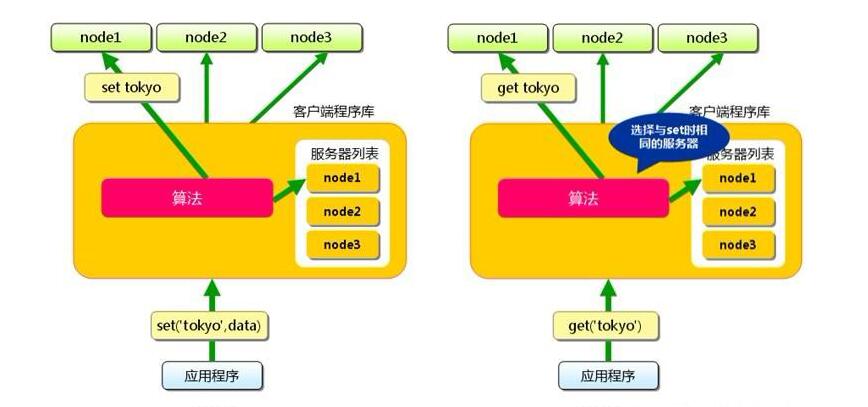 node1
node2
node3
set tokyo
客户端程序库
服务器列表
算法
node1
node2
node3
set('tokyo',data)
应用程序
node1
node2
node3
get tokyo
客户端程序库
选择与set时相
同的服务器
服务器列表
算法
node1
node2
node3
get('tokyo')
应用程序